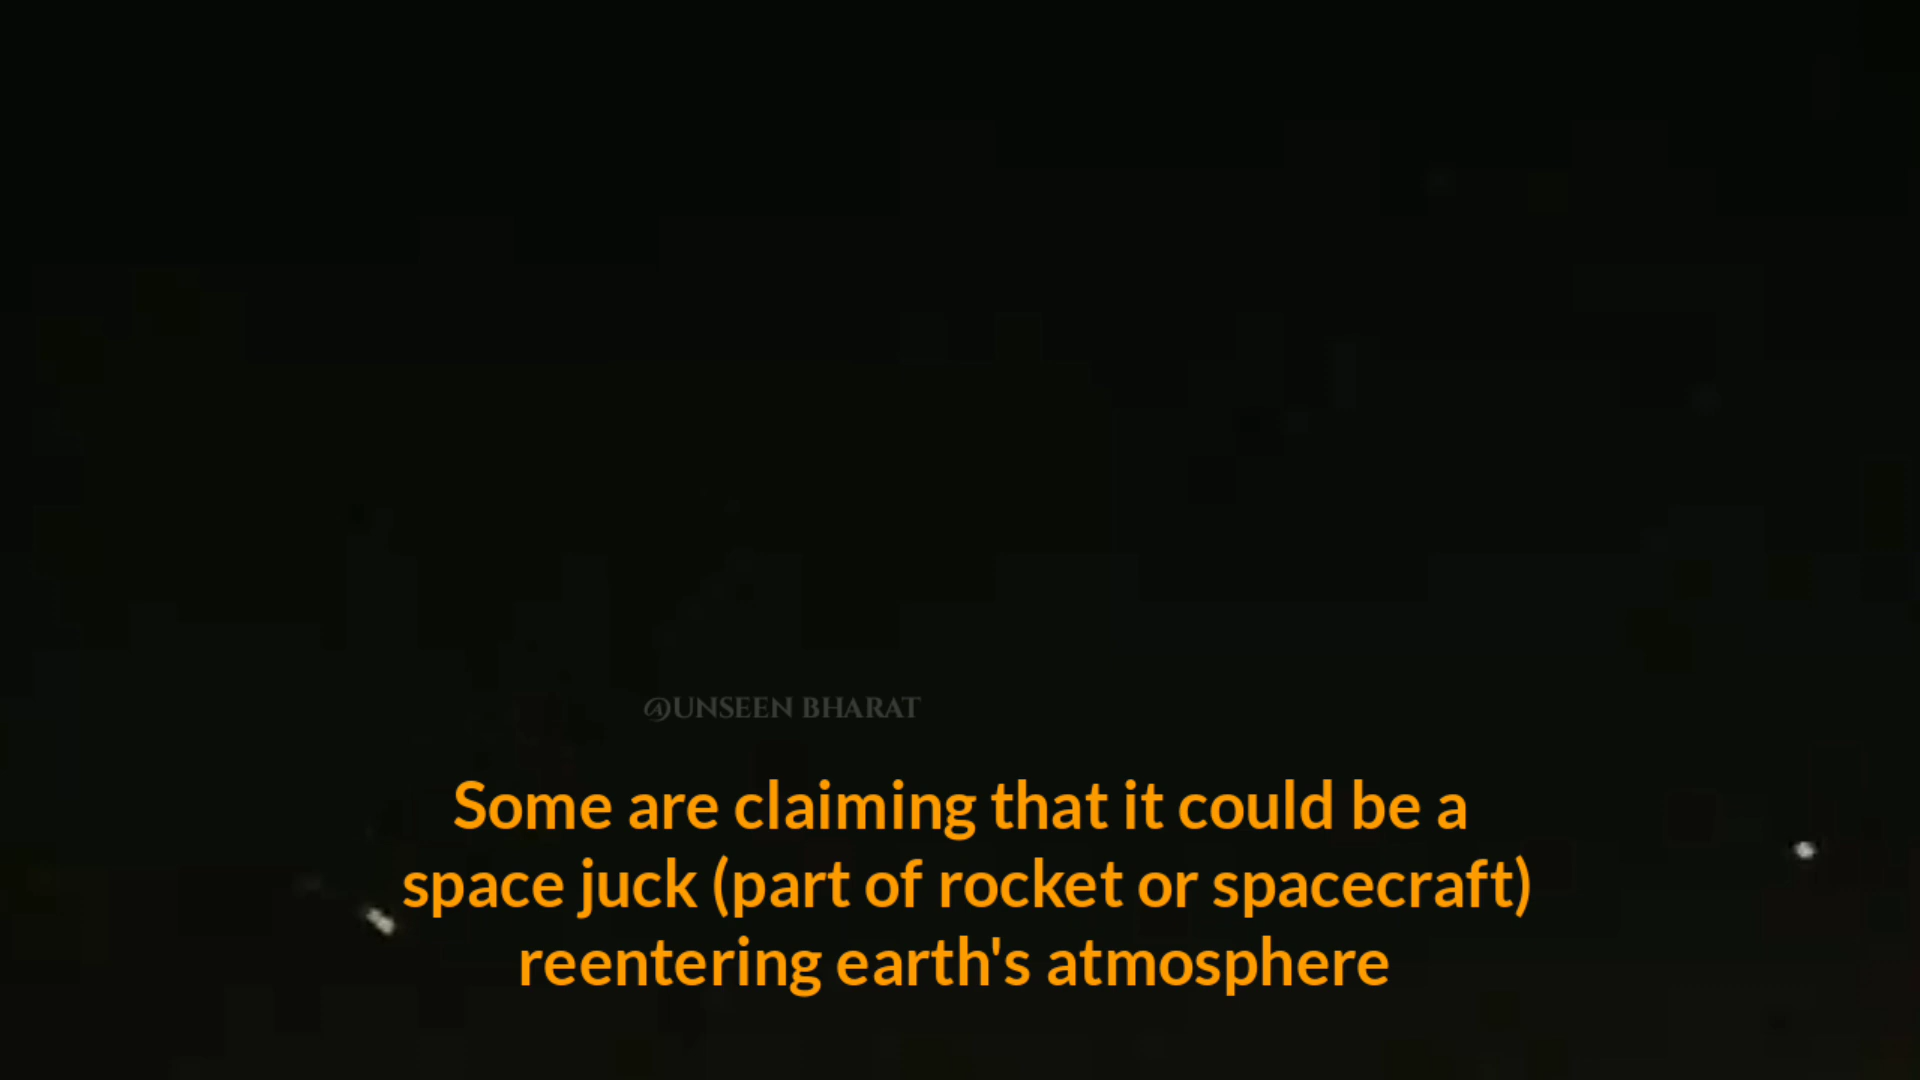 @UNSEEN BHARAT
Some are claiming that it could be a
space juck (part of rocket or spacecraft)
reentering earth's atmosphere